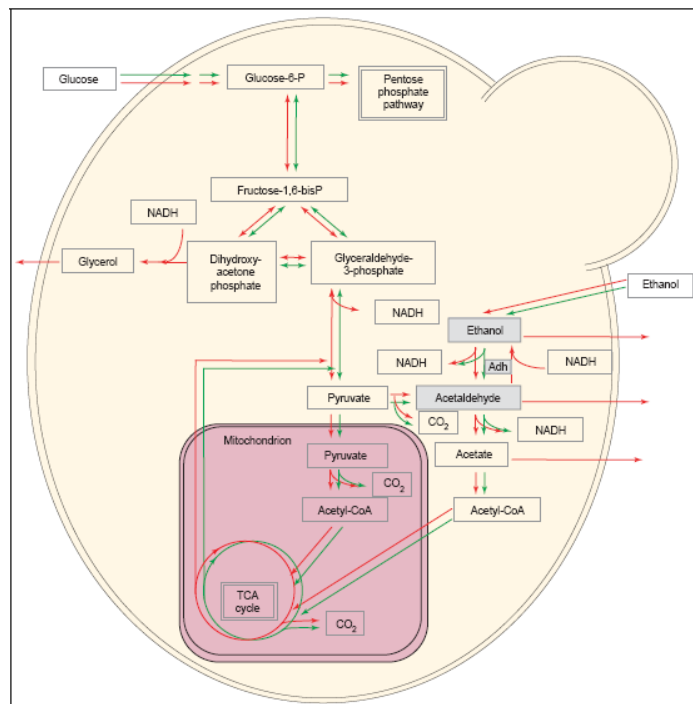 Glucose
Glucose-6-P
Pentose
phosphate
pathway
Fructose-1,6-bisP
NADH
Glycerol
Dihydroxy-
acetone
phosphate
Glyceraldehyde-
3-phosphate
Ethanol
NADH
Ethanol
NADH
Adh
NADH
Pyruvate
Acetaldehyde
CO2
NADH
Mitochondrion
Pyruvate
Acetate
CO2
Acetyl-CoA
Acetyl-CoA
TCA
cycle
CO2